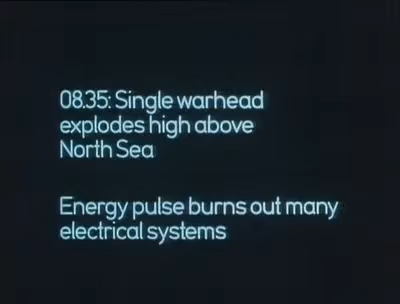 08.35: Single warhead
explodes high above
North Sea
Energy pulse burns out many
electrical systems